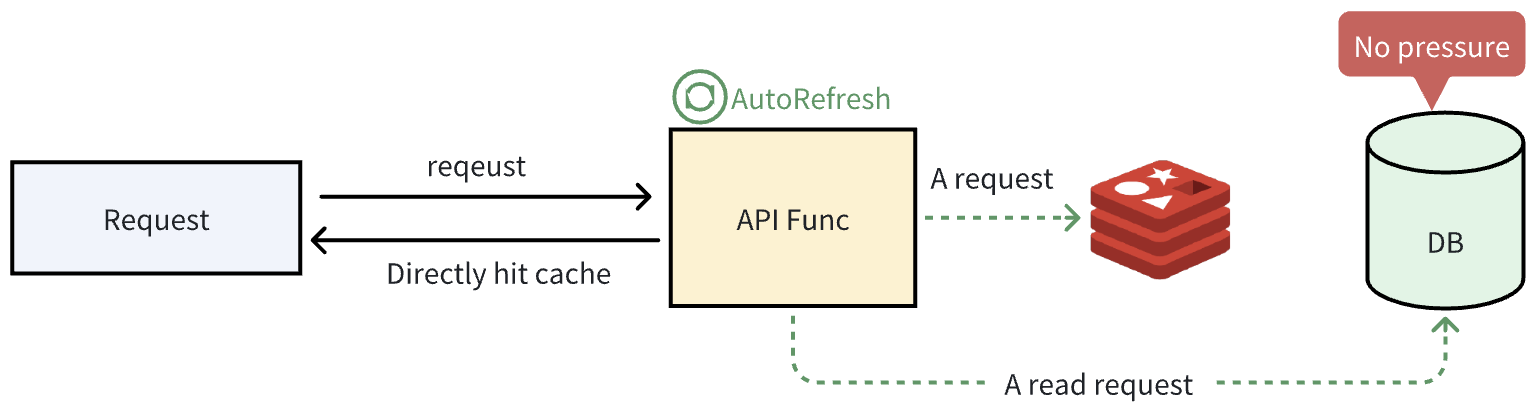 No pressure
AutoRefresh
reqeust
A request
Request
API Func
DB
Directly hit cache
A read request